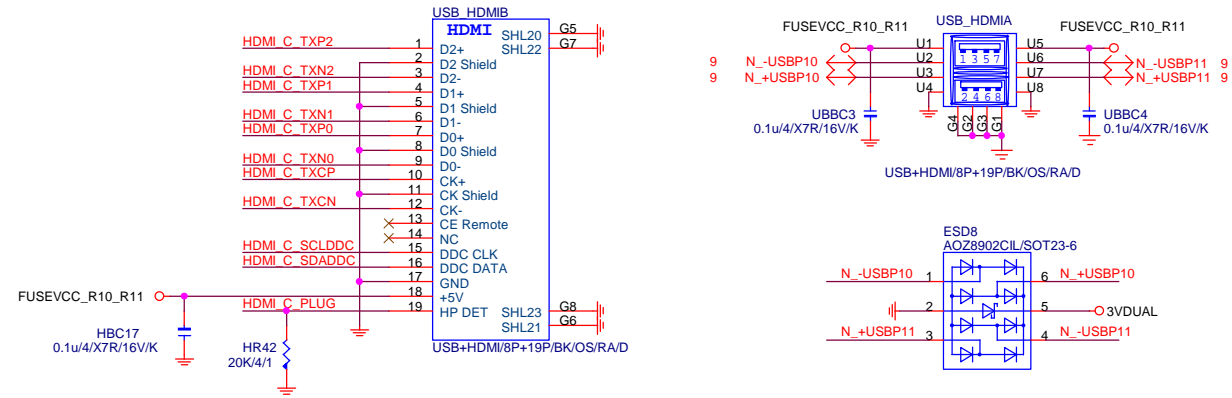 USB_HDMIB
HDMI
HDMI_C_TXP2 1 D2+
2 D2 Shield
HDMI_C_TXN2 3 D2-
HDMI_C_TXP1 4 D1+
5 D1 Shield
HDMI_C_TXN1 6 D1-
HDMI_C_TXP0 7 D0+
8 D0 Shield
HDMI_C_TXN0 9 D0-
HDMI_C_TXCP 10 CK+
11 CK Shield
HDMI_C_TXCN 12 CK-
13 CE Remote
14 NC
HDMI_C_SCLDDC 15 DDC CLK
HDMI_C_SDADDC 16 DDC DATA
17 GND
FUSEVCC_R10_R11 18 +5V
HDMI_C_PLUG 19 HP DET
SHL20 G5
SHL22 G7
SHL23 G8
SHL21 G6
USB+HDMI/8P+19P/BK/OS/RA/D
HBC17
0.1u/4/X7R/16V/K
HR42
20K/4/1
USB_HDMIA
FUSEVCC_R10_R11
FUSEVCC_R10_R11
U1
U5
9 N_-USBP10 U2
U6 N_-USBP11 9
9 N_+USBP10 U3
U7 N_+USBP11 9
U4
U8
1 3 5 7
2 4 6 8
G4
G2
G3
G1
UBBC3
0.1u/4/X7R/16V/K
UBBC4
0.1u/4/X7R/16V/K
USB+HDMI/8P+19P/BK/OS/RA/D
ESD8
AOZ8902CIL/SOT23-6
N_-USBP10 1
6 N_+USBP10
2
5 3VDUAL
N_+USBP11 3
4 N_-USBP11